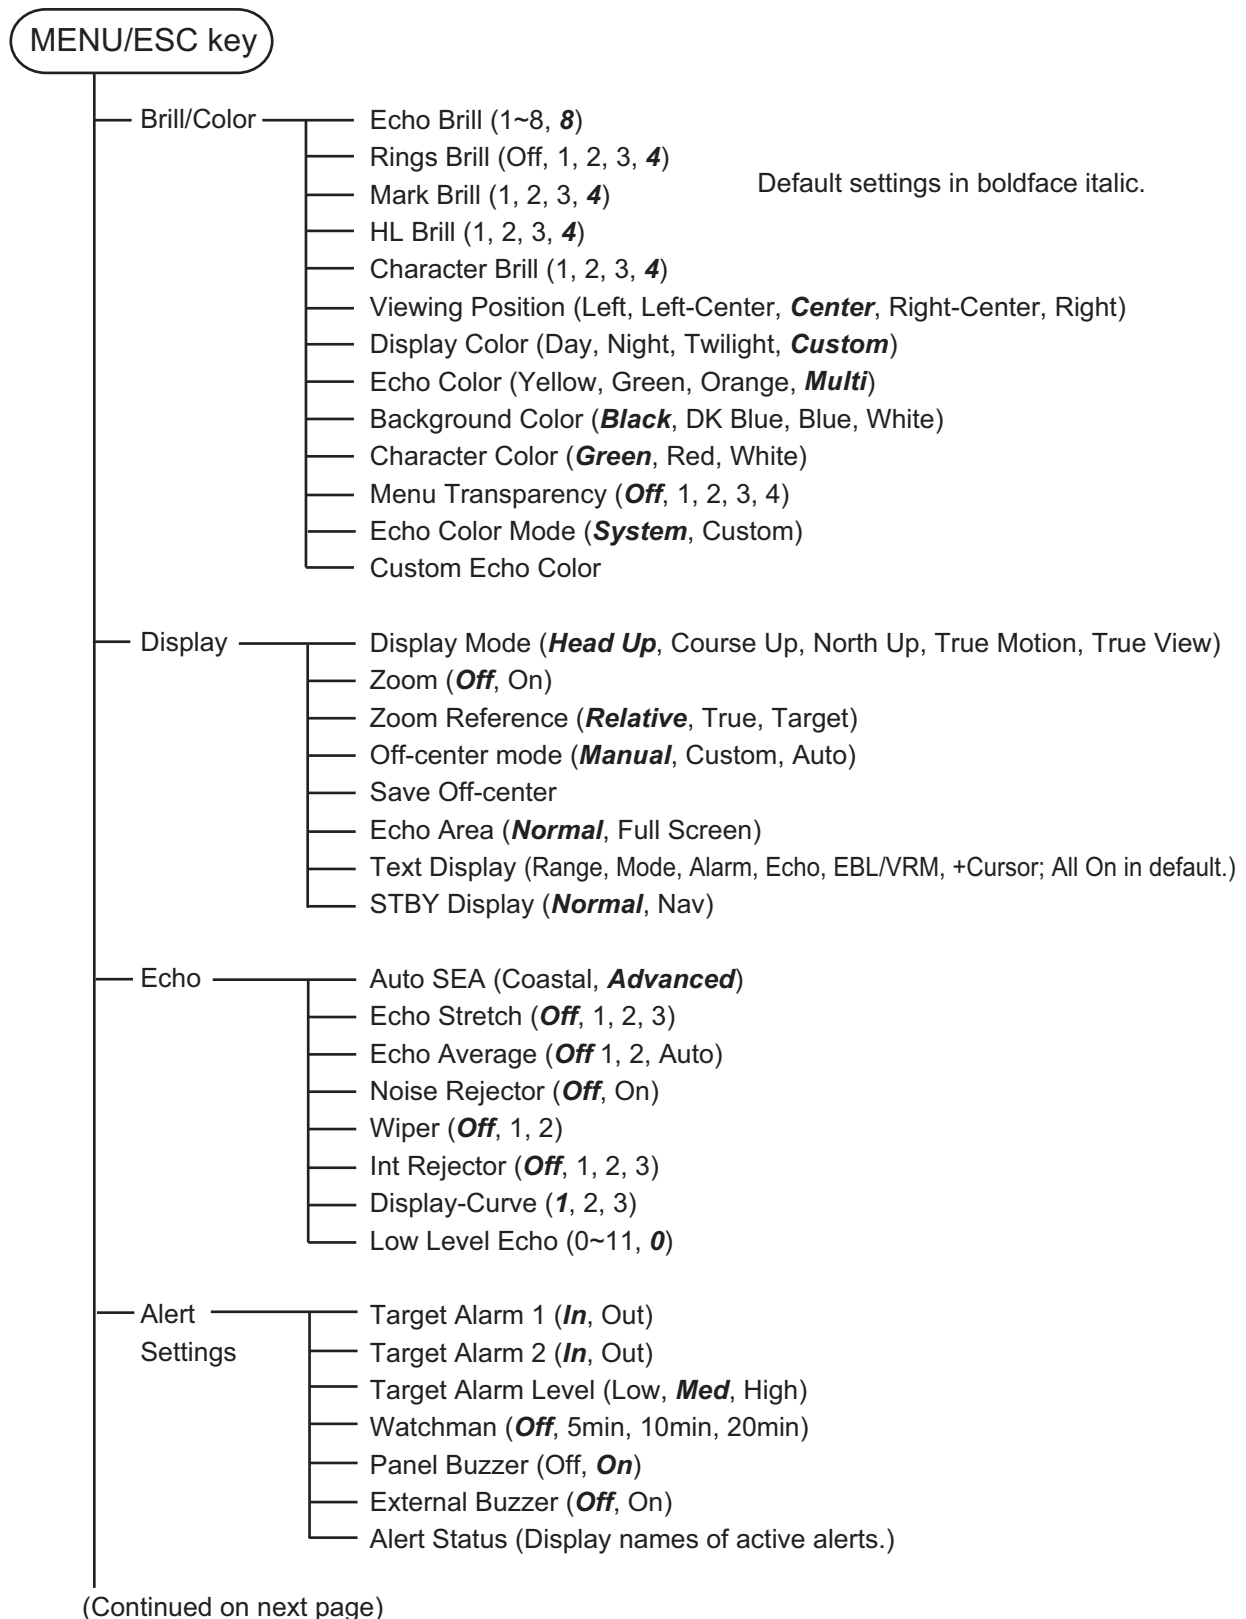 MENU/ESC key
Brill/Color
Echo Brill (1~8, 8)
Rings Brill (Off, 1, 2, 3, 4)
Default settings in boldface italic.
Mark Brill (1, 2, 3, 4)
HL Brill (1, 2, 3, 4)
Character Brill (1, 2, 3, 4)
Viewing Position (Left, Left-Center, Center, Right-Center, Right)
Display Color (Day, Night, Twilight, Custom)
Echo Color (Yellow, Green, Orange, Multi)
Background Color (Black, DK Blue, Blue, White)
Character Color (Green, Red, White)
Menu Transparency (Off, 1, 2, 3, 4)
Echo Color Mode (System, Custom)
Custom Echo Color
Display
Display Mode (Head Up, Course Up, North Up, True Motion, True View)
Zoom (Off, On)
Zoom Reference (Relative, True, Target)
Off-center mode (Manual, Custom, Auto)
Save Off-center
Echo Area (Normal, Full Screen)
Text Display (Range, Mode, Alarm, Echo, EBL/VRM, +Cursor; All On in default.)
STBY Display (Normal, Nav)
Echo
Auto SEA (Coastal, Advanced)
Echo Stretch (Off, 1, 2, 3)
Echo Average (Off 1, 2, Auto)
Noise Rejector (Off, On)
Wiper (Off, 1, 2)
Int Rejector (Off, 1, 2, 3)
Display-Curve (1, 2, 3)
Low Level Echo (0~11, 0)
Alert
Settings
Target Alarm 1 (In, Out)
Target Alarm 2 (In, Out)
Target Alarm Level (Low, Med, High)
Watchman (Off, 5min, 10min, 20min)
Panel Buzzer (Off, On)
External Buzzer (Off, On)
Alert Status (Display names of active alerts.)
(Continued on next page)